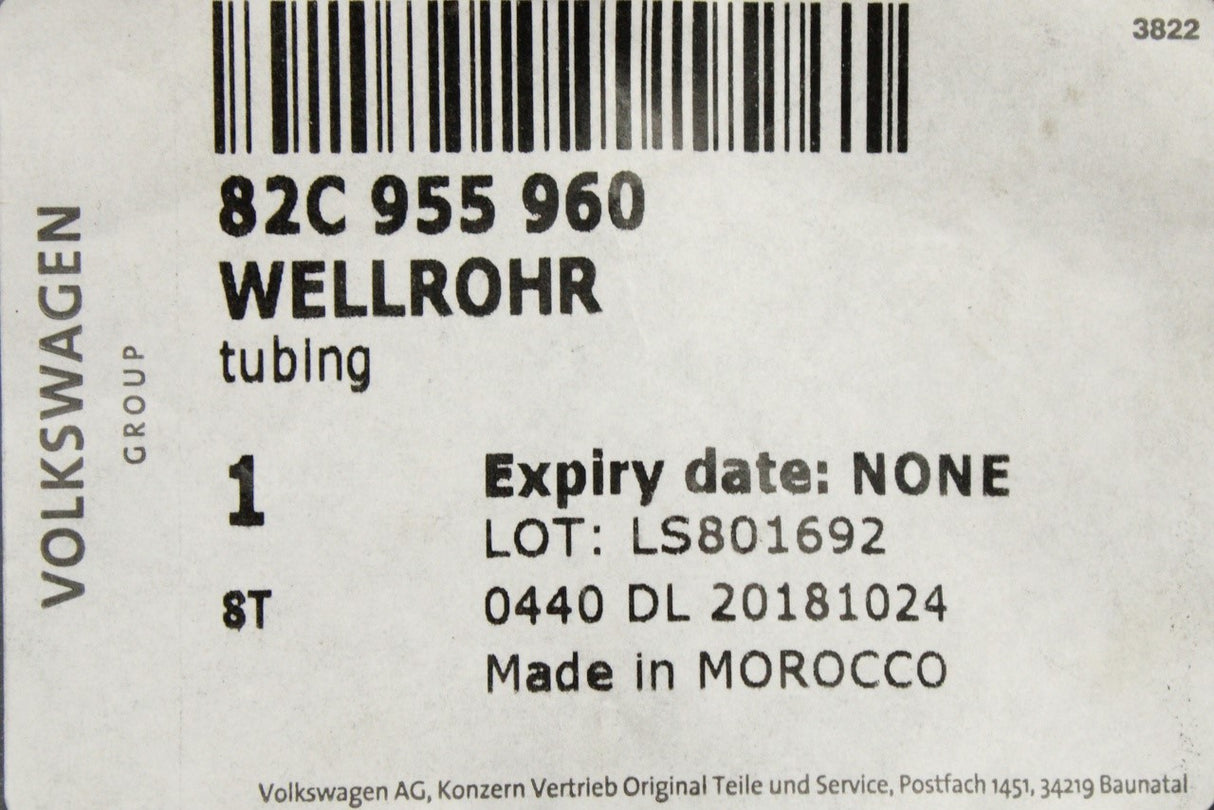 3822
82C 955 960
WELLROHR
tubing
1
Expiry date: NONE
LOT: LS801692
8T
0440 DL 20181024
Made in MOROCCO
VOLKSWAGEN
GROUP
Volkswagen AG, Konzern Vertrieb Original Teile und Service, Postfach 1451, 34219 Baunatal